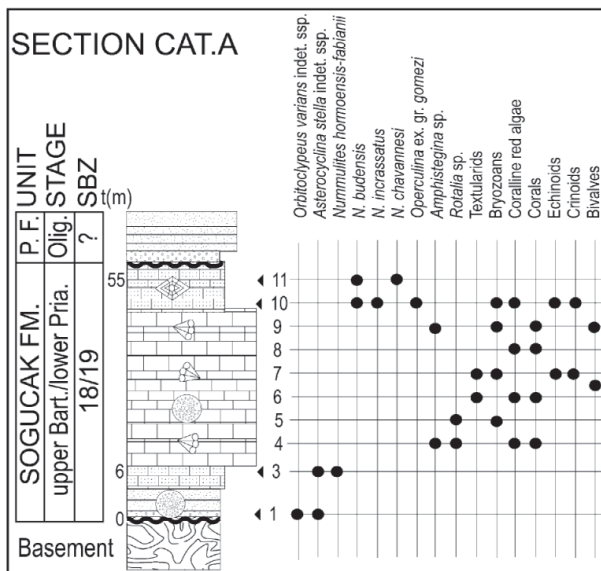 SECTION CAT.A
UNIT
STAGE
SBZ
t(m)
Orbitoclypeus varians indet. ssp.
Asterocyclina stella indet. ssp.
Nummulites hormoensis-fabianii
N. budensis
N. incrassatus
N. chavannesi
Operculina ex. gr. gomezi
Amphistegina sp.
Rotalia sp.
Textularids
Bryozoans
Coralline red algae
Corals
Echinoids
Crinoids
Bivalves
P. F.
Olig.
?
SOGUCAK FM.
upper Bart./lower Pria.
18/19
55
6
0
11
10
9
8
7
6
5
4
3
1
Basement